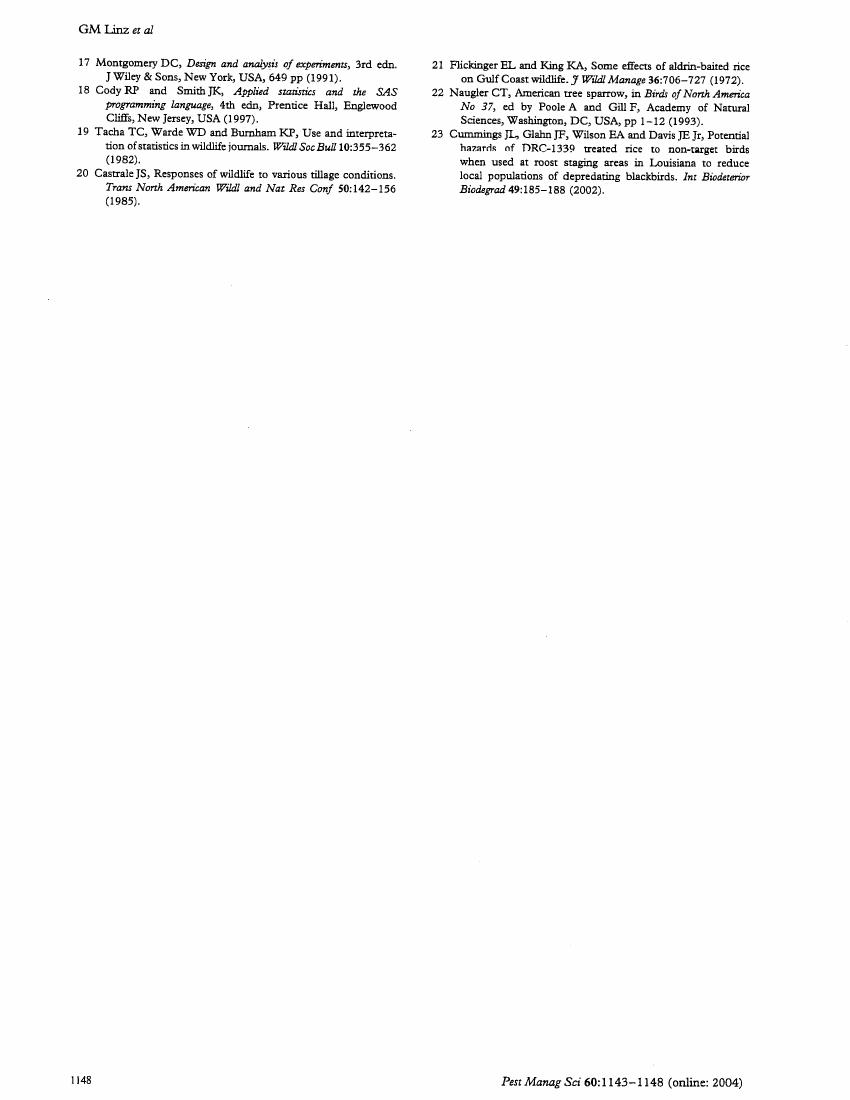 GM Linz et al
17 Montgomery DC, Design and analysis of experiments, 3rd edn.
J Wiley & Sons, New York, USA, 649 pp (1991).
18 Cody RP and Smith JK, Applied statistics and the SAS
programming language, 4th edn, Prentice Hall, Englewood
Cliffs, New Jersey, USA (1997).
19 Tacha TC, Warde WD and Burnham KP, Use and interpreta-
tion of statistics in wildlife journals. Wildl Soc Bull 10:355–362
(1982).
20 Castrale JS, Responses of wildlife to various tillage conditions.
Trans North American Wildl and Nat Res Conf 50:142–156
(1985).
21 Flickinger EL and King KA, Some effects of aldrin-baited rice
on Gulf Coast wildlife. J Wildl Manage 36:706–727 (1972).
22 Naugler CT, American tree sparrow, in Birds of North America
No 37, ed by Poole A and Gill F, Academy of Natural
Sciences, Washington, DC, USA, pp 1–12 (1993).
23 Cummings JL, Glahn JF, Wilson EA and Davis JE Jr, Potential
hazards of DRC-1339 treated rice to non-target birds
when used at roost staging areas in Louisiana to reduce
local populations of depredating blackbirds. Int Biodeterior
Biodegrad 49:185–188 (2002).
1148
Pest Manag Sci 60:1143–1148 (online: 2004)